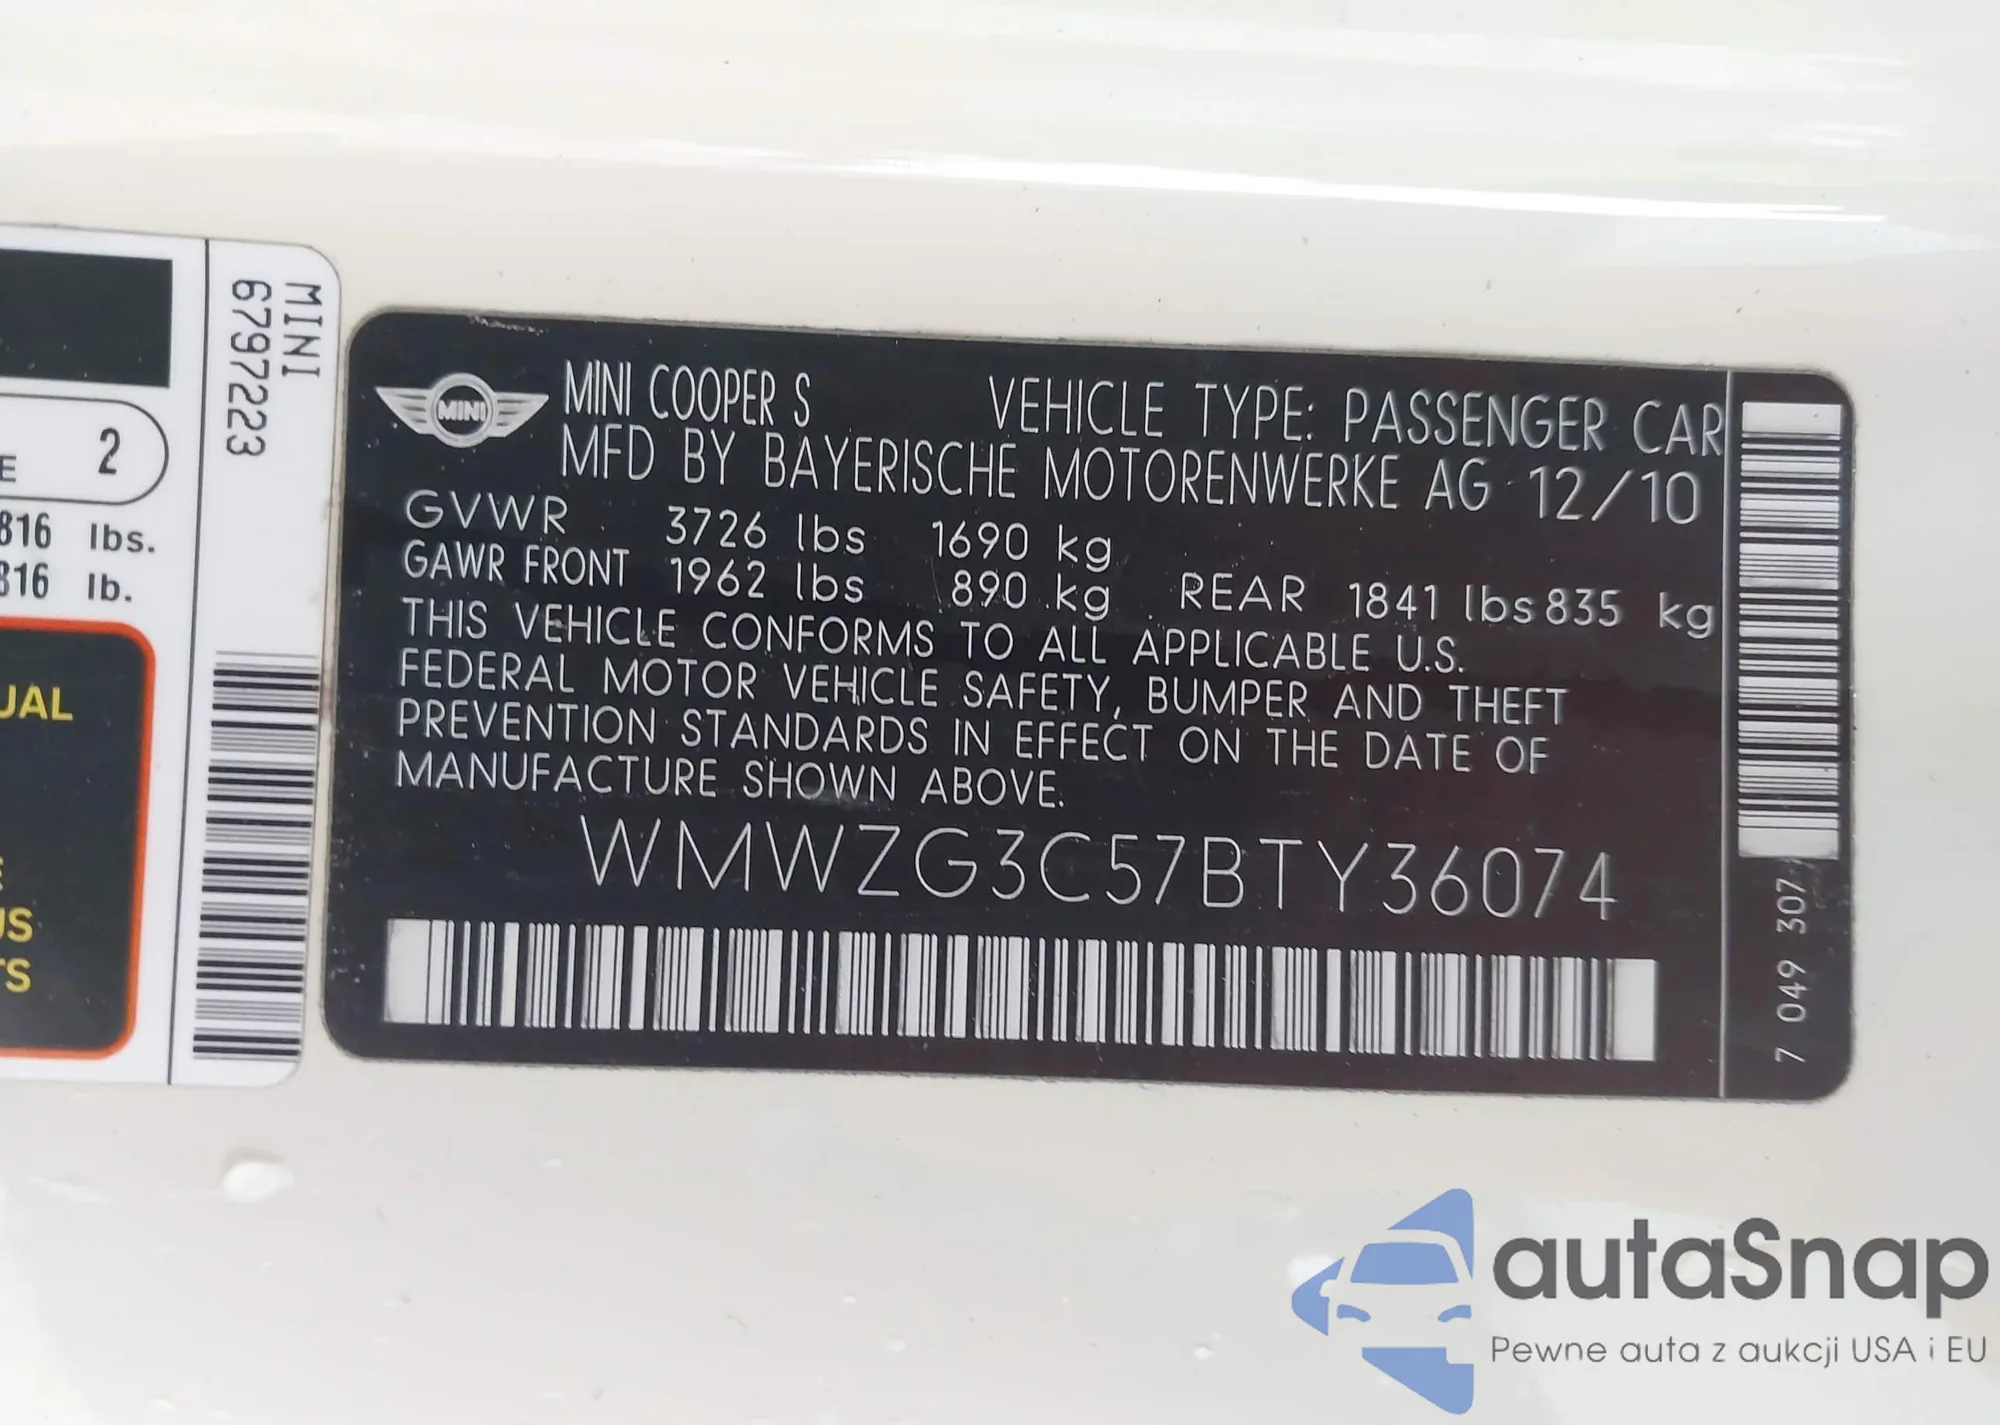 MINI
6797223
E 2
816 lbs.
816 lb.
UAL
US
TS
MINI
MINI COOPER S VEHICLE TYPE: PASSENGER CAR
MFD BY BAYERISCHE MOTORENWERKE AG 12/10
GVWR 3726 lbs 1690 kg
GAWR FRONT 1962 lbs 890 kg REAR 1841 lbs 835 kg
THIS VEHICLE CONFORMS TO ALL APPLICABLE U.S.
FEDERAL MOTOR VEHICLE SAFETY, BUMPER AND THEFT
PREVENTION STANDARDS IN EFFECT ON THE DATE OF
MANUFACTURE SHOWN ABOVE.
WMWZG3C57BTY36074
7 049 307
autaSnap
Pewne auta z aukcji USA i EU